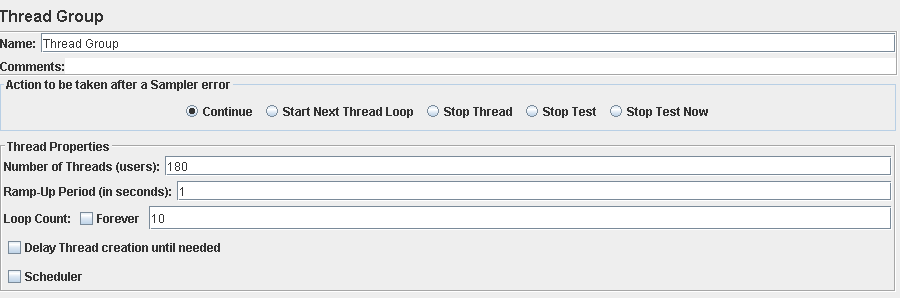 Thread Group
Name: Thread Group
Comments:
Action to be taken after a Sampler error
Continue Start Next Thread Loop Stop Thread Stop Test Stop Test Now
Thread Properties
Number of Threads (users): 180
Ramp-Up Period (in seconds): 1
Loop Count: Forever 10
Delay Thread creation until needed
Scheduler